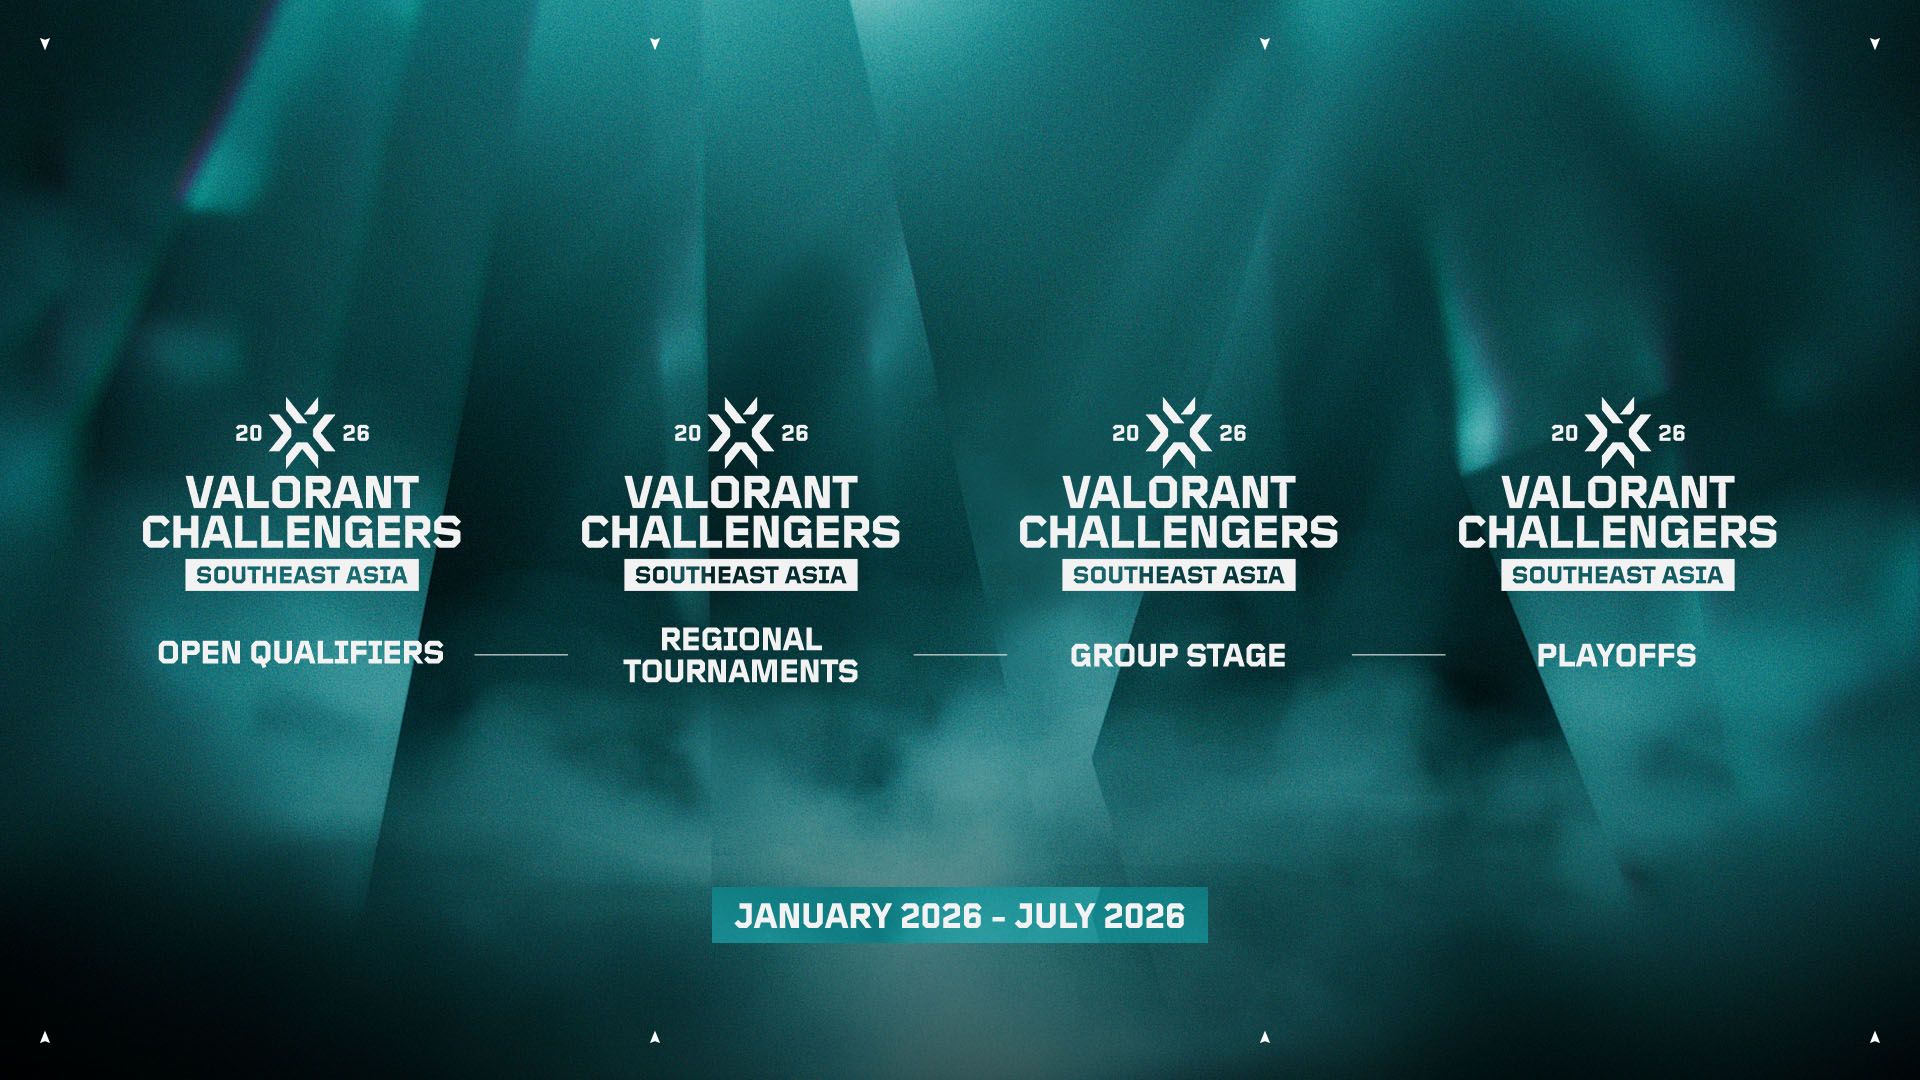 20 26
VALORANT
CHALLENGERS
SOUTHEAST ASIA
OPEN QUALIFIERS
20 26
VALORANT
CHALLENGERS
SOUTHEAST ASIA
REGIONAL
TOURNAMENTS
20 26
VALORANT
CHALLENGERS
SOUTHEAST ASIA
GROUP STAGE
20 26
VALORANT
CHALLENGERS
SOUTHEAST ASIA
PLAYOFFS
JANUARY 2026 - JULY 2026